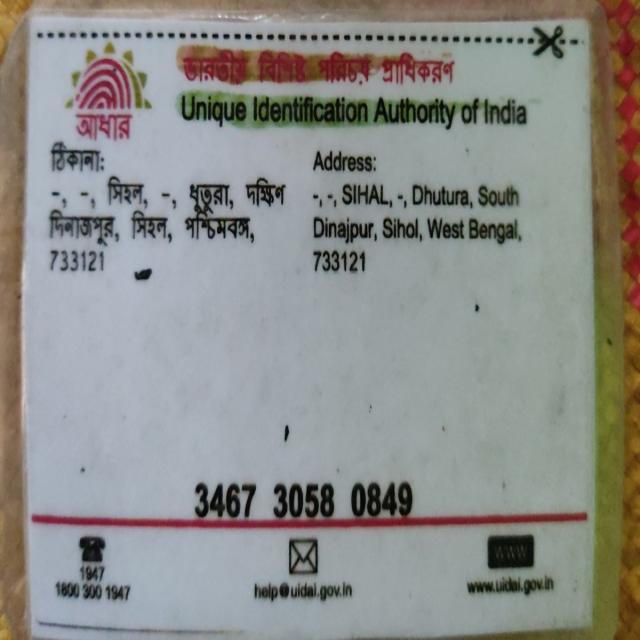 ভারতীয় বিশিষ্ট পরিচয় প্রাধিকরণ
Unique Identification Authority of India
আধার
ঠিকানা:
-, -, সিহল, -, ধুতুরা, দক্ষিণ
দিনাজপুর, সিহল, পশ্চিমবঙ্গ,
733121
Address:
-, -, SIHAL, -, Dhutura, South
Dinajpur, Sihol, West Bengal,
733121
3467 3058 0849
1947
1800 300 1947
help@uidai.gov.in
WWW
www.uidai.gov.in